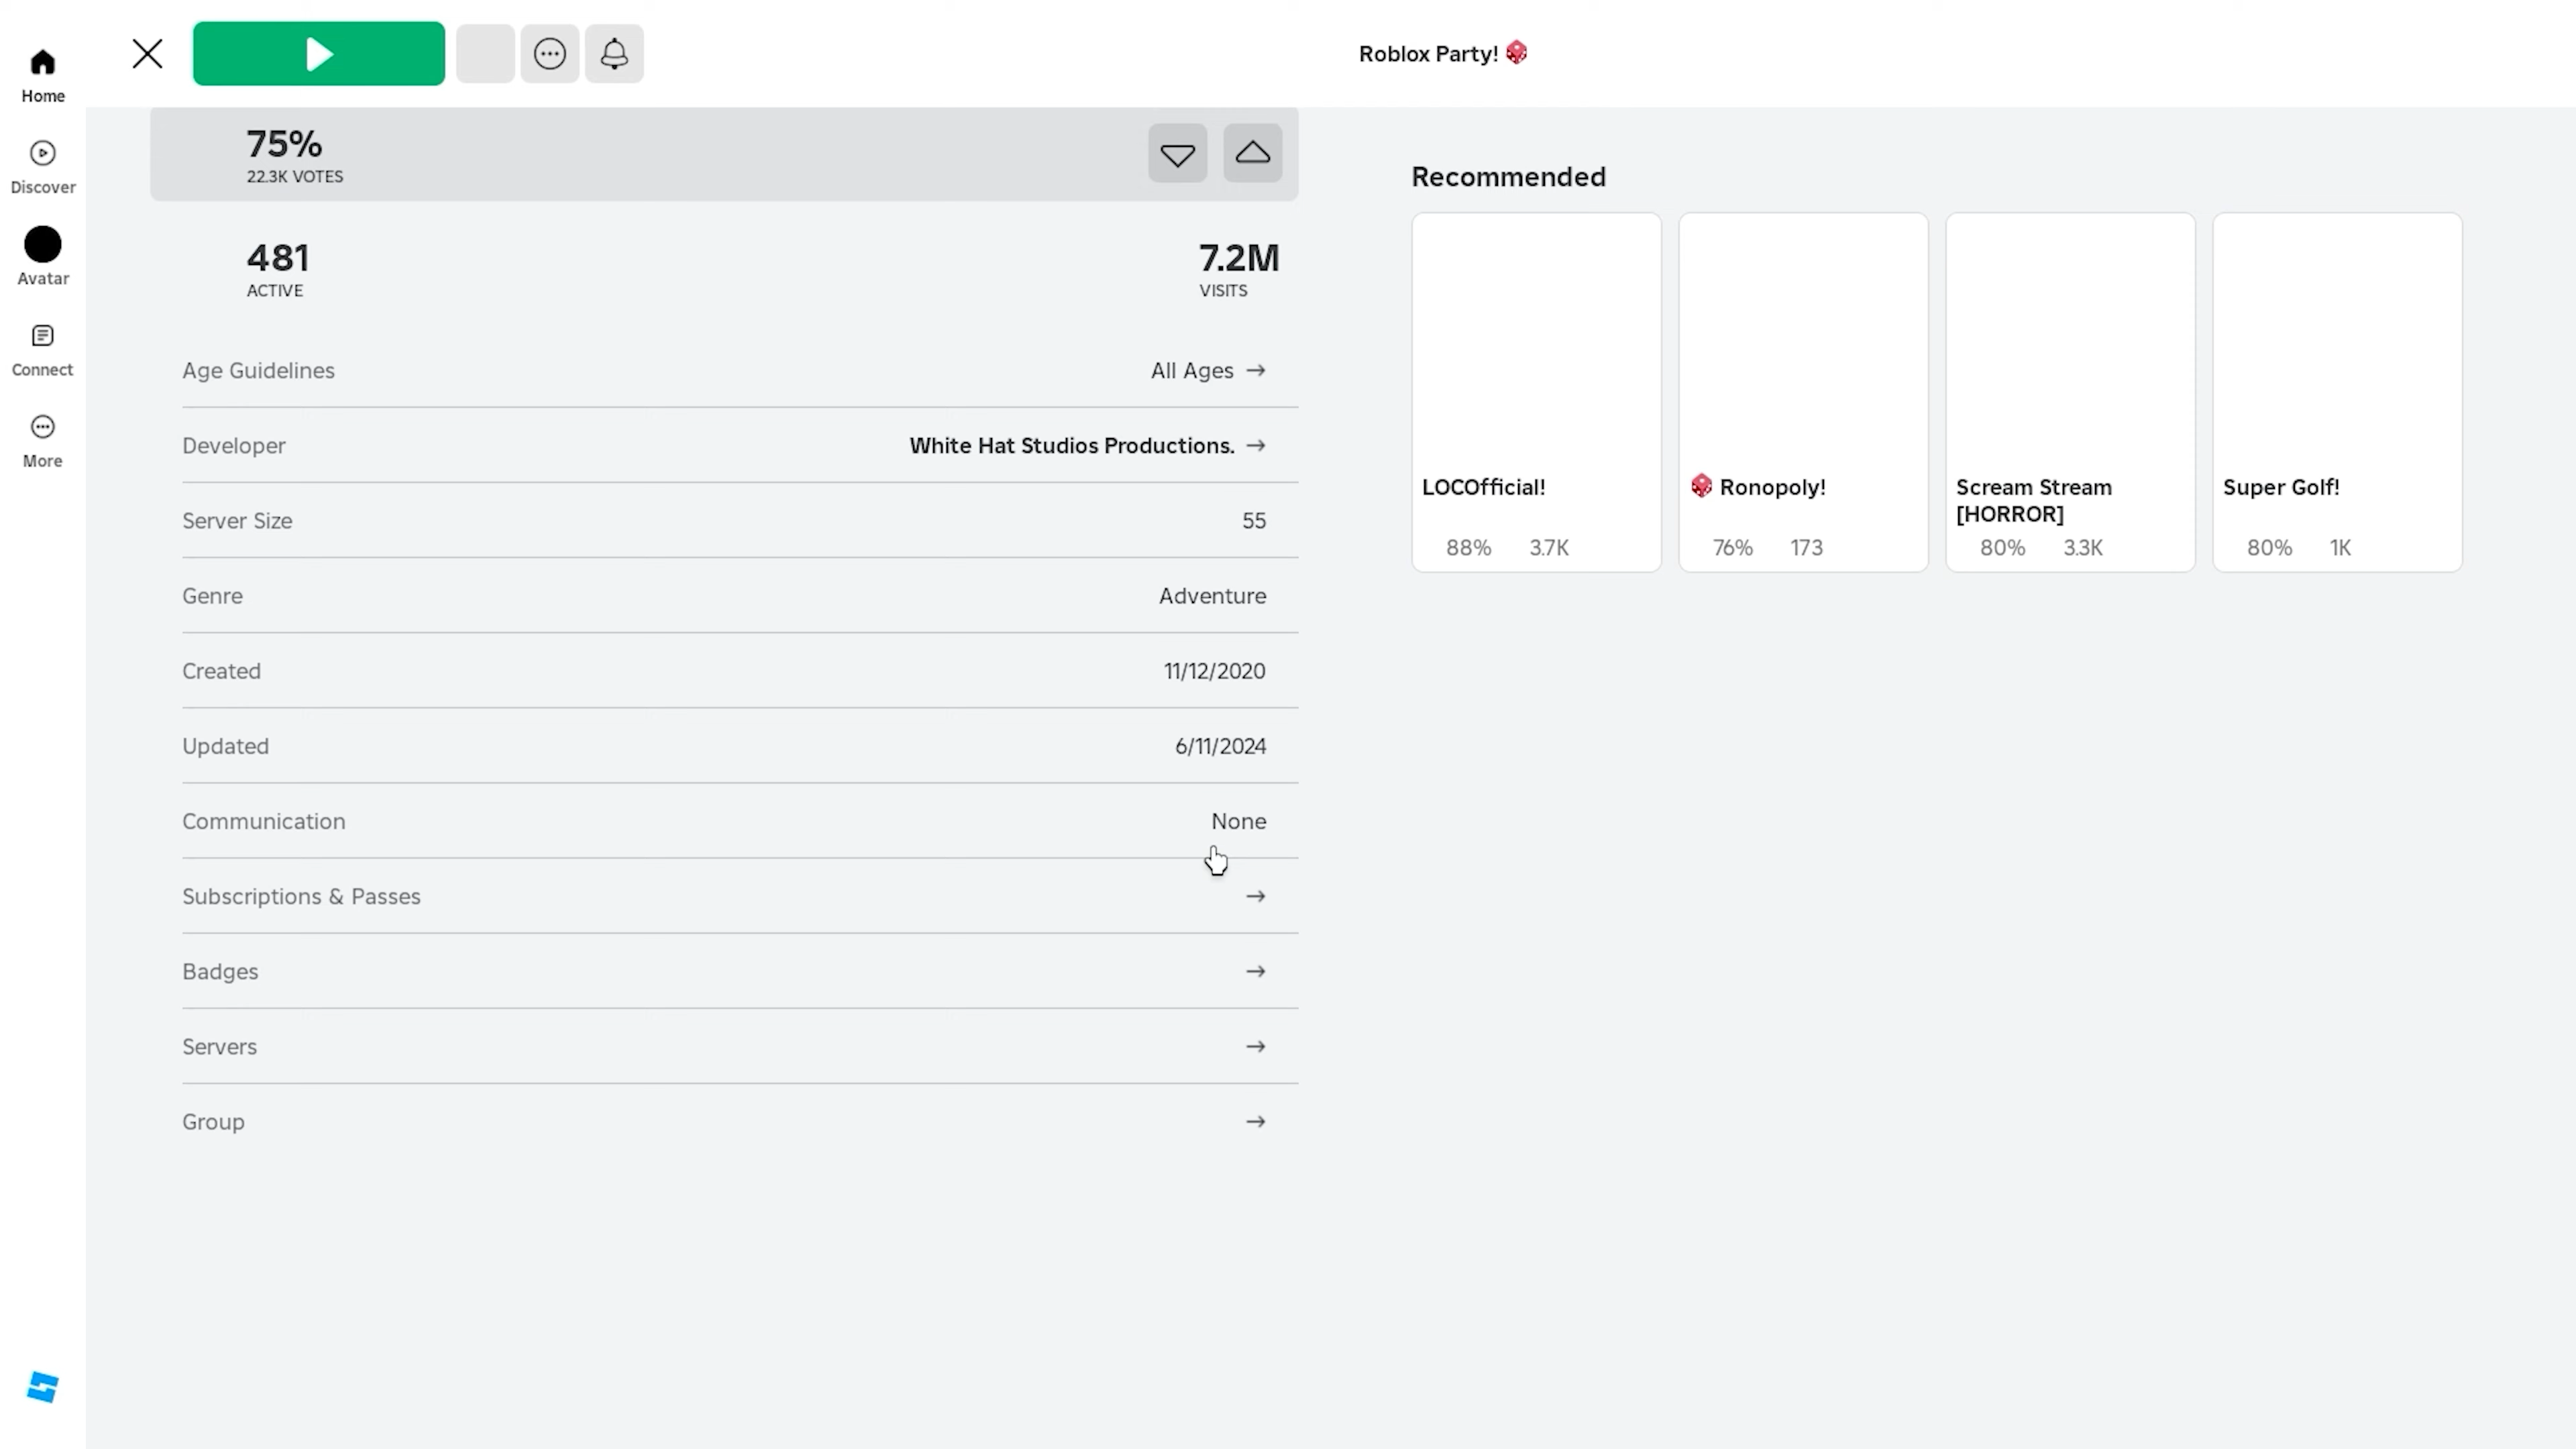 Home
Discover
Avatar
Connect
More
Roblox Party!
75%
22.3K VOTES
481
ACTIVE
7.2M
VISITS
Age Guidelines All Ages →
Developer White Hat Studios Productions. →
Server Size 55
Genre Adventure
Created 11/12/2020
Updated 6/11/2024
Communication None
Subscriptions & Passes →
Badges →
Servers →
Group →
Recommended
LOCOfficial!
88% 3.7K
Ronopoly!
76% 173
Scream Stream
[HORROR]
80% 3.3K
Super Golf!
80% 1K